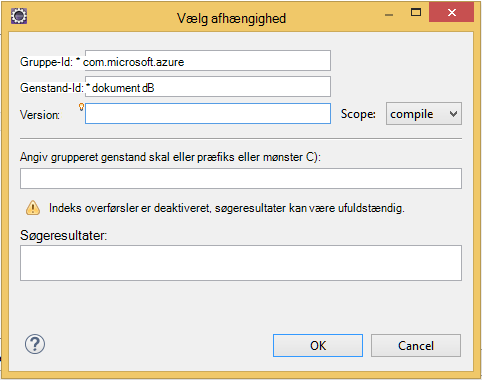 Vælg afhængighed
Gruppe-Id: * com.microsoft.azure
Genstand-Id: * dokument dB
Version:
Scope: compile
Angiv grupperet genstand skal eller præfiks eller mønster C):
Indeks overførsler er deaktiveret, søgeresultater kan være ufuldstændig.
Søgeresultater:
?
OK
Cancel